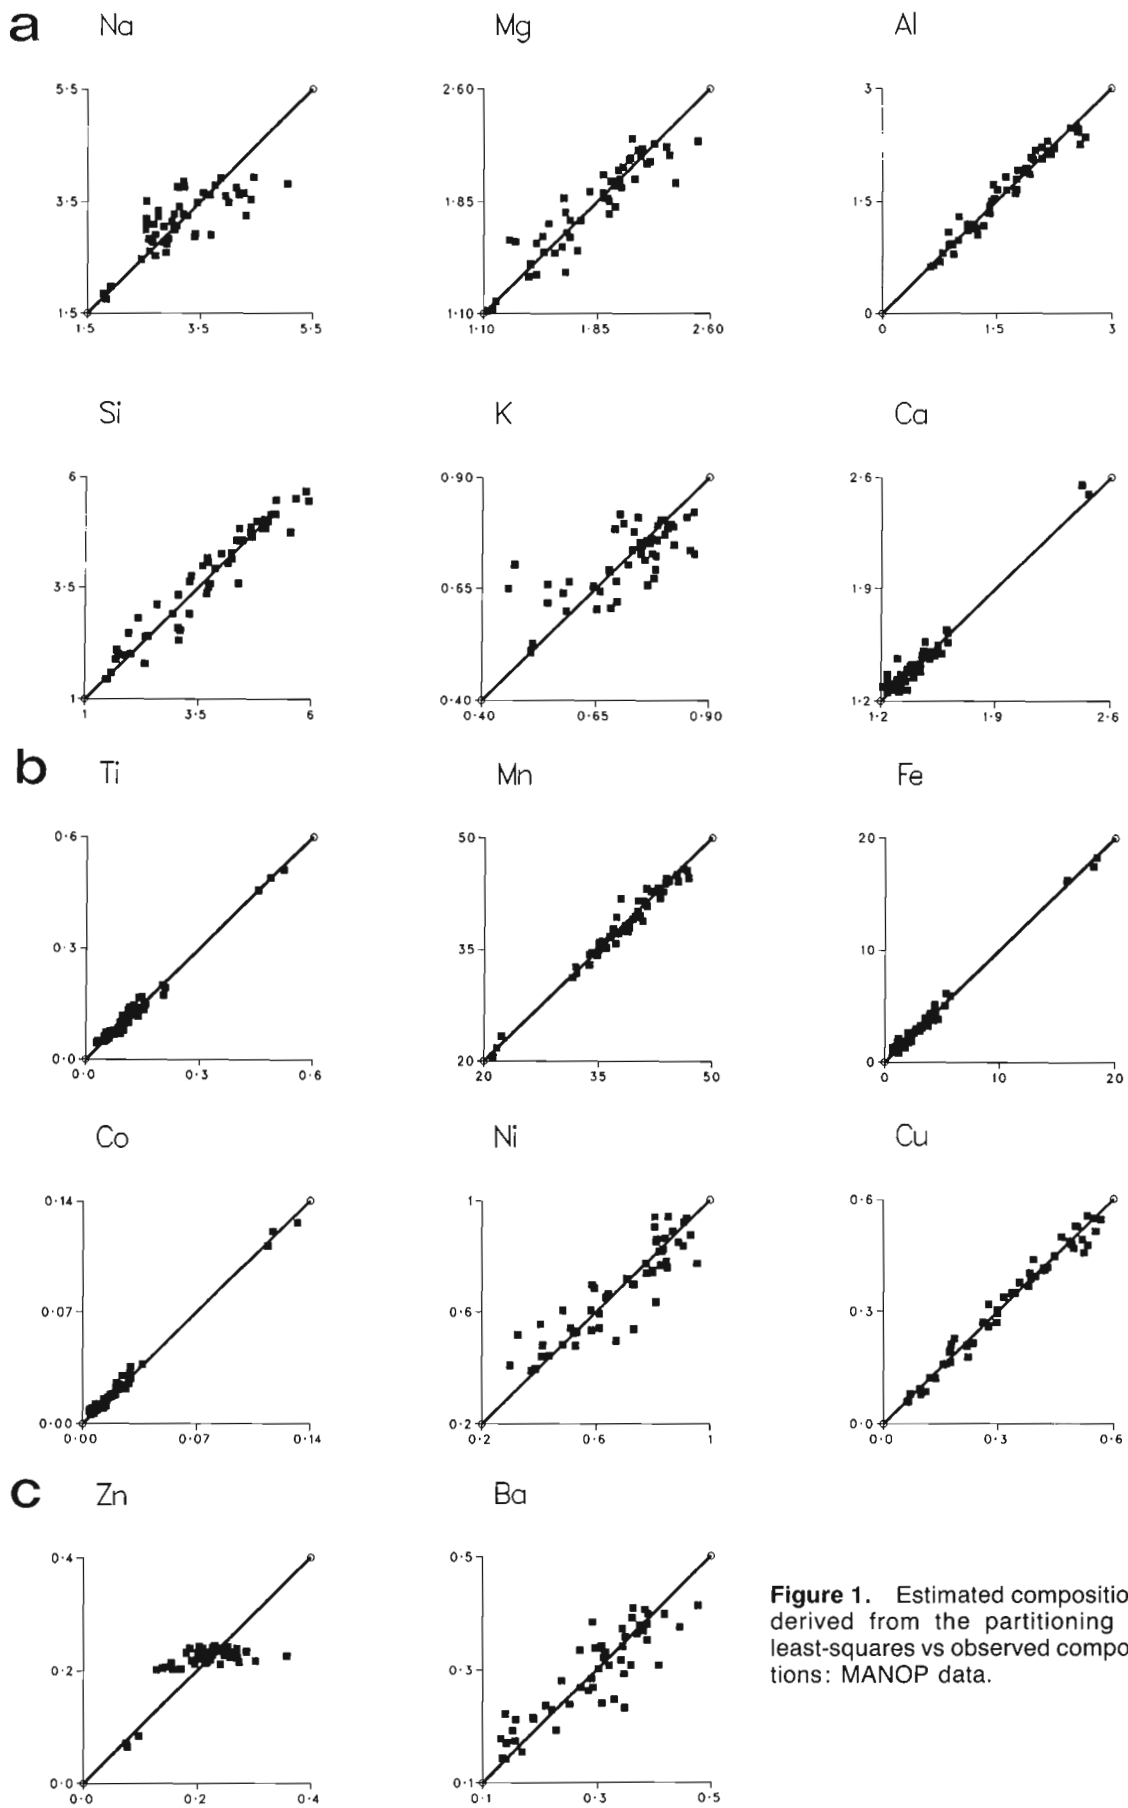 a
Na Mg Al
5·5 2·60 3
3·5 1·85 1·5
1·5 1·10 0
1·5 3·5 5·5 1·10 1·85 2·60 0 1·5 3
Si K Ca
6 0·90 2·6
3·5 0·65 1·9
1 0·40 1·2
1 3·5 6 0·40 0·65 0·90 1·2 1·9 2·6
b
Ti Mn Fe
0·6 50 20
0·3 35 10
0·0 20 0
0·0 0·3 0·6 20 35 50 0 10 20
Co Ni Cu
0·14 1 0·6
0·07 0·6 0·3
0·00 0·2 0·0
0·00 0·07 0·14 0·2 0·6 1 0·0 0·3 0·6
c
Zn Ba
0·4 0·5
0·2 0·3
0·0 0·1
0·0 0·2 0·4 0·1 0·3 0·5
Figure 1. Estimated compositio
derived from the partitioning
least-squares vs observed compo
tions: MANOP data.